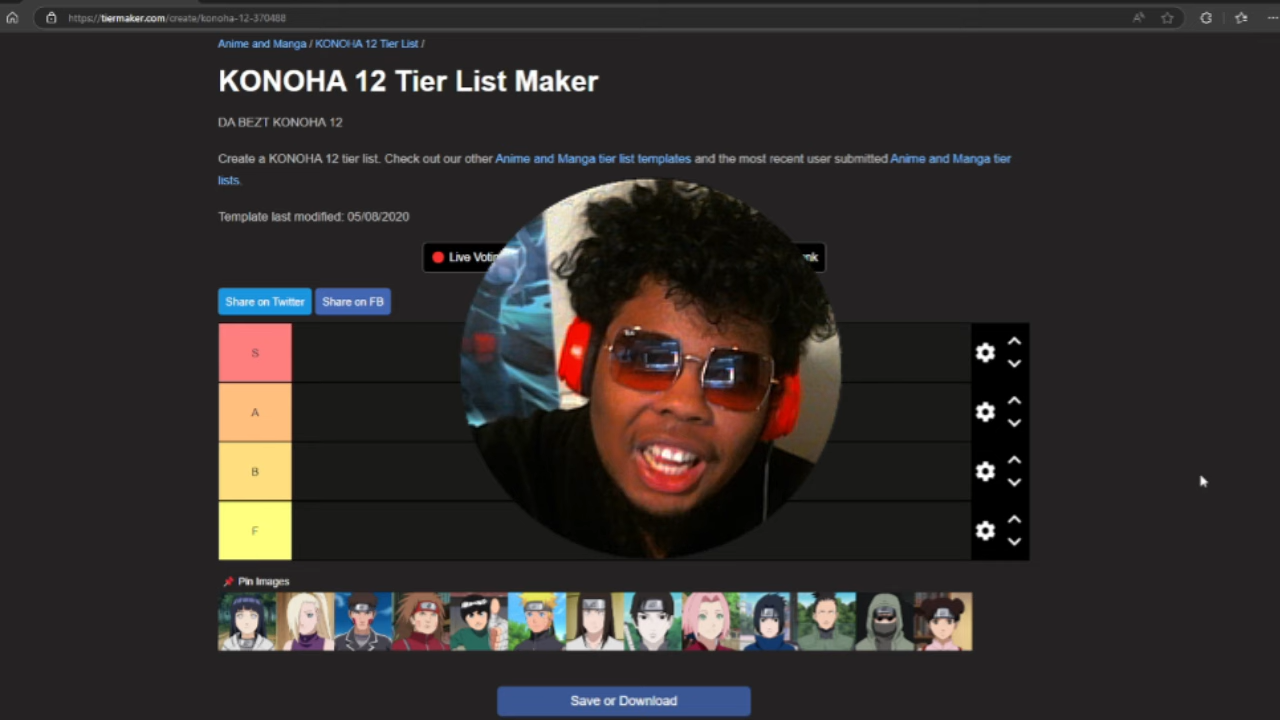 https://tiermaker.com/create/konoha-12-370488
Anime and Manga / KONOHA 12 Tier List /
KONOHA 12 Tier List Maker
DA BEZT KONOHA 12
Create a KONOHA 12 tier list. Check out our other Anime and Manga tier list templates and the most recent user submitted Anime and Manga tier
lists.
Template last modified: 05/08/2020
Live
Share on Twitter Share on FB
S
A
B
F
Pin Images
Save or Download